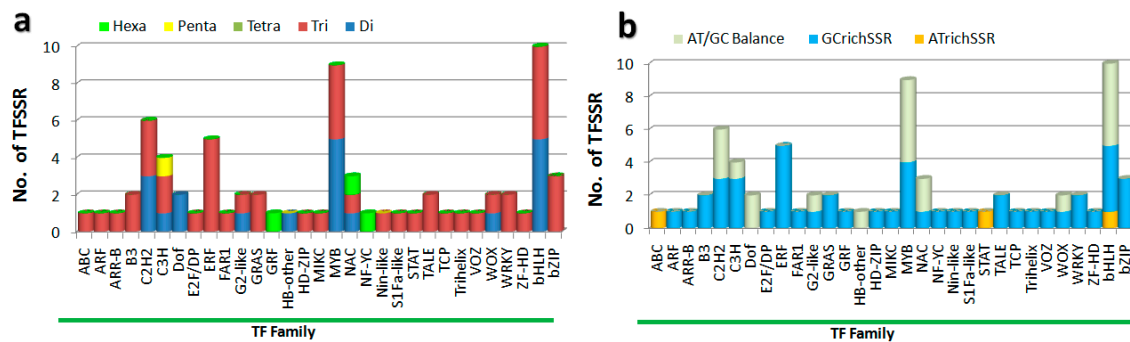 a
Hexa Penta Tetra Tri Di
No. of TFSSR
10
8
6
4
2
0
ABC
ARF
ARR-B
B3
C2H2
C3H
Dof
E2F/DP
ERF
FAR1
G2-like
GRAS
GRF
HB-other
HD-ZIP
MIKC
MYB
NAC
NF-YC
Nin-like
S1Fa-like
STAT
TALE
TCP
Trihelix
VOZ
WOX
WRKY
ZF-HD
bHLH
bZIP
TF Family
b
AT/GC Balance GCrichSSR ATrichSSR
No. of TFSSR
10
8
6
4
2
0
ABC
ARF
ARR-B
B3
C2H2
C3H
Dof
E2F/DP
ERF
FAR1
G2-like
GRAS
GRF
HB-other
HD-ZIP
MIKC
MYB
NAC
NF-YC
Nin-like
S1Fa-like
STAT
TALE
TCP
Trihelix
VOZ
WOX
WRKY
ZF-HD
bHLH
bZIP
TF Family